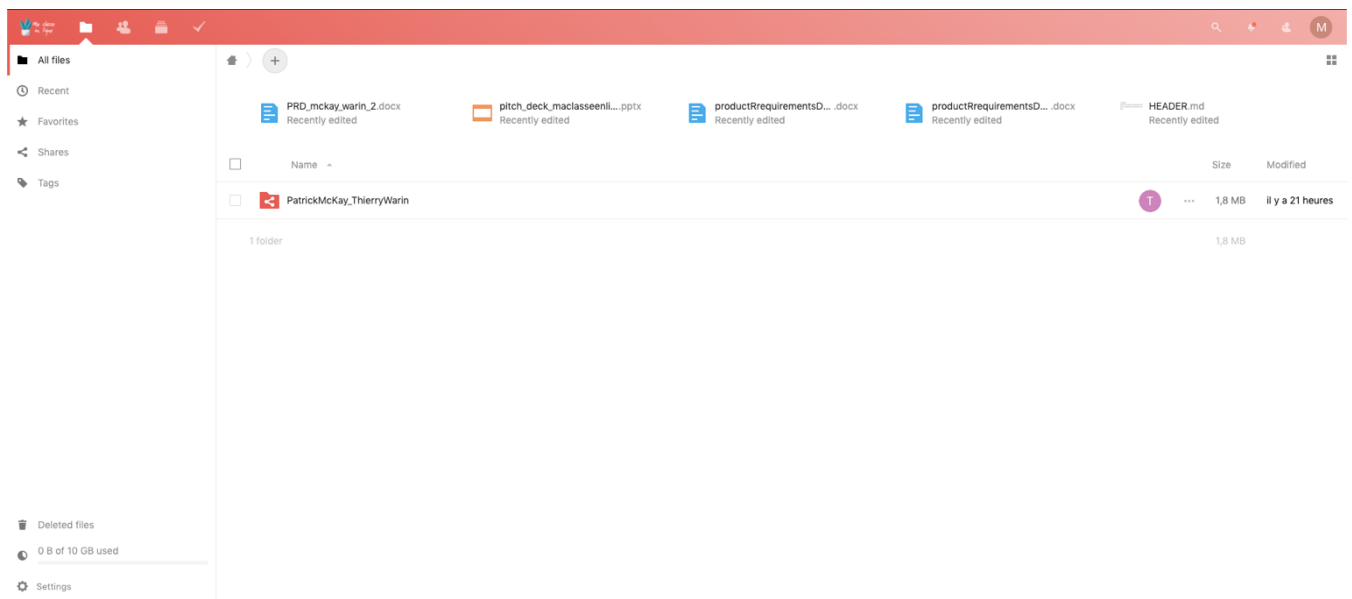 My classe
M
All files
Recent
Favorites
Shares
Tags
Deleted files
0 B of 10 GB used
Settings
+
PRD_mckay_warin_2.docx
Recently edited
pitch_deck_maclasseenli....pptx
Recently edited
productRrequirementsD... .docx
Recently edited
productRrequirementsD... .docx
Recently edited
HEADER.md
Recently edited
Name Size Modified
PatrickMcKay_ThierryWarin T ... 1,8 MB il y a 21 heures
1 folder 1,8 MB